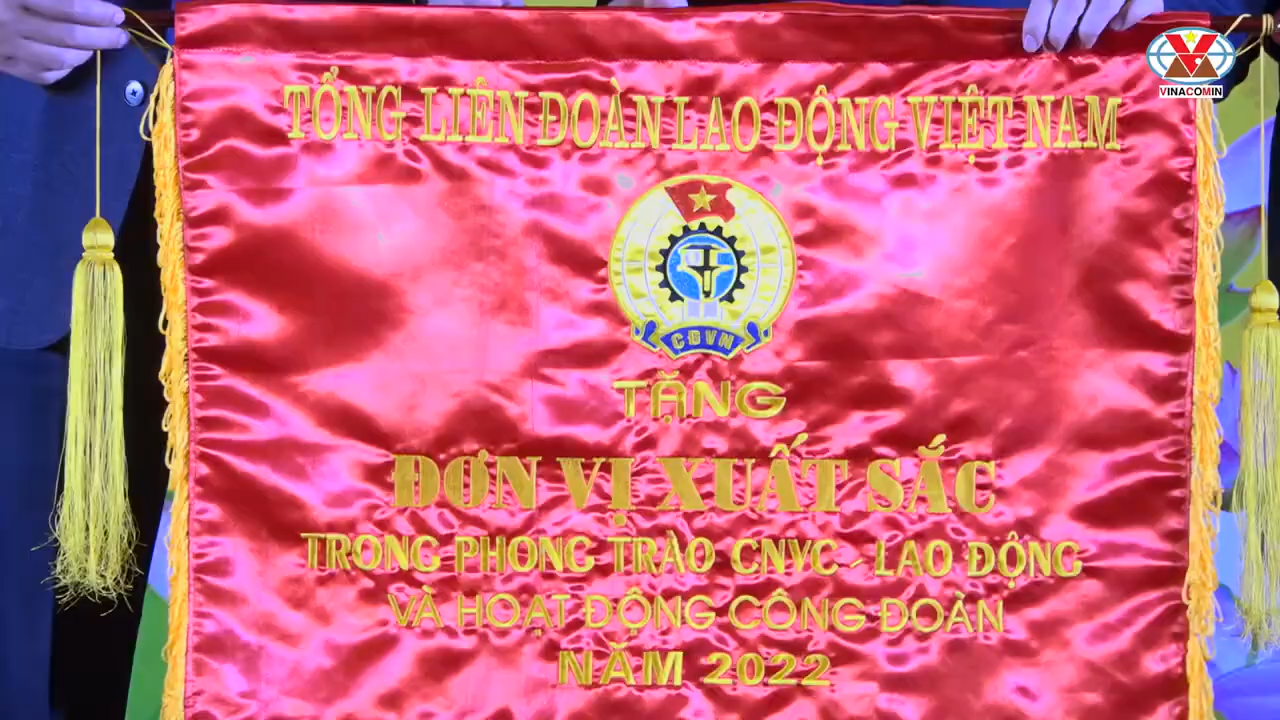 VINACOMIN
TỔNG LIÊN ĐOÀN LAO ĐỘNG VIỆT NAM
CĐVN
TẶNG
ĐƠN VỊ XUẤT SẮC
TRONG PHONG TRÀO CNVC - LAO ĐỘNG
VÀ HOẠT ĐỘNG CÔNG ĐOÀN
NĂM 2022